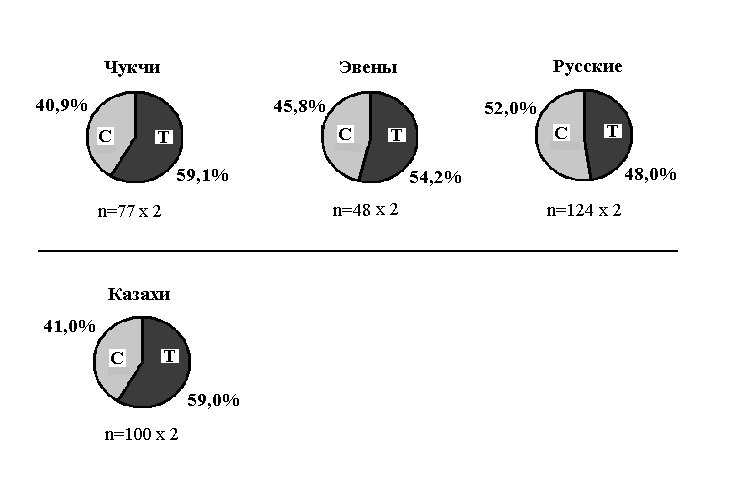 Чукчи
40,9%
C
T
59,1%
n=77 x 2
Эвены
45,8%
C
T
54,2%
n=48 x 2
Русские
52,0%
C
T
48,0%
n=124 x 2
Казахи
41,0%
C
T
59,0%
n=100 x 2